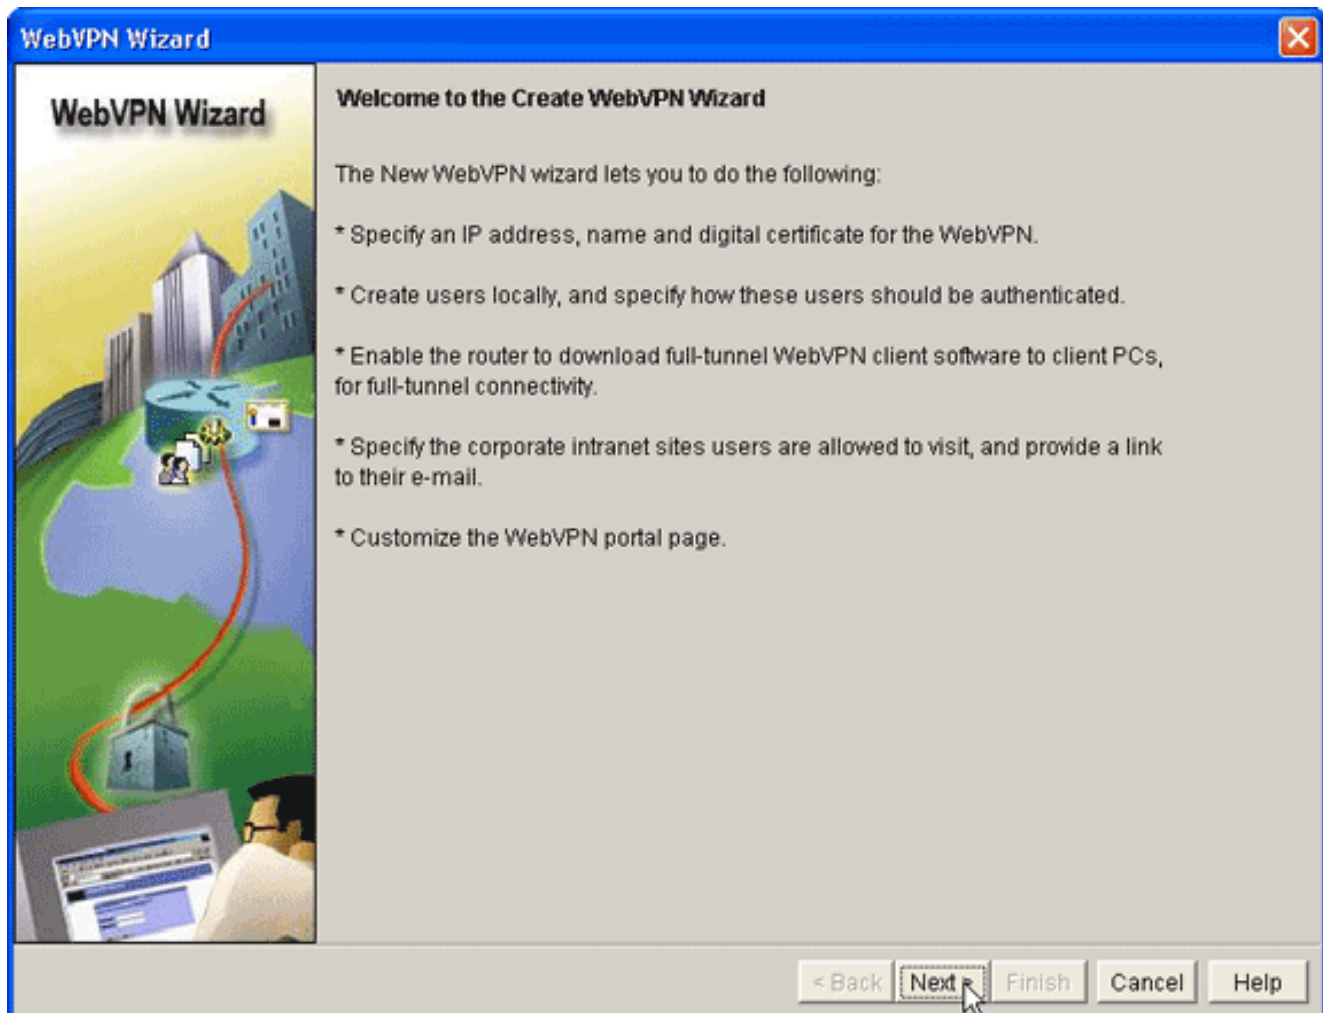 WebVPN Wizard
WebVPN Wizard
Welcome to the Create WebVPN Wizard
The New WebVPN wizard lets you to do the following:
* Specify an IP address, name and digital certificate for the WebVPN.
* Create users locally, and specify how these users should be authenticated.
* Enable the router to download full-tunnel WebVPN client software to client PCs,
for full-tunnel connectivity.
* Specify the corporate intranet sites users are allowed to visit, and provide a link
to their e-mail.
* Customize the WebVPN portal page.
< Back
Next >
Finish
Cancel
Help